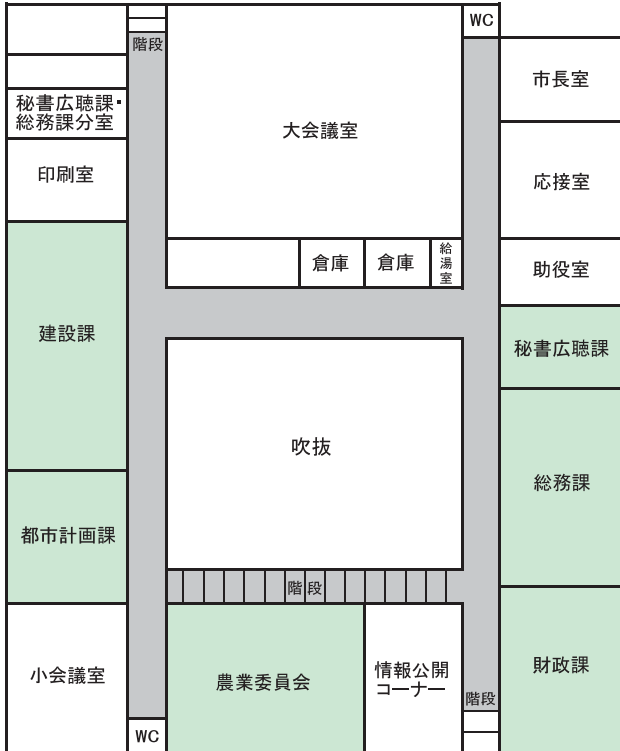 WC
階段
市長室
秘書広聴課・
総務課分室
大会議室
印刷室
応接室
倉庫
倉庫
給湯室
助役室
建設課
秘書広聴課
吹抜
総務課
都市計画課
階段
小会議室
農業委員会
情報公開
コーナー
財政課
階段
WC